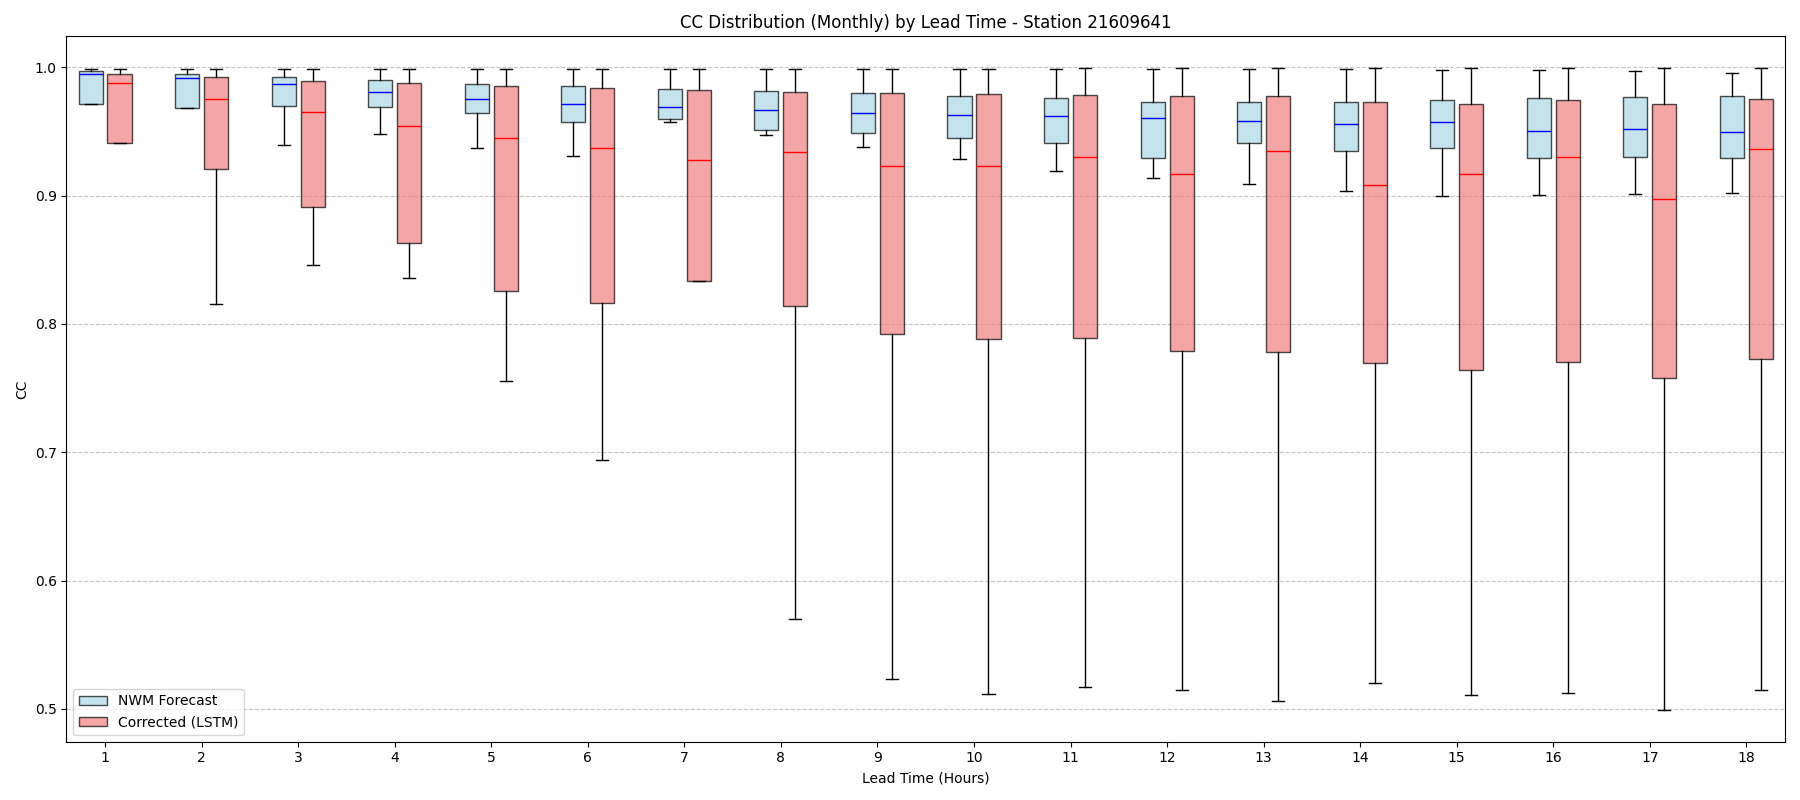 CC Distribution (Monthly) by Lead Time - Station 21609641
1.0
0.9
0.8
0.7
0.6
0.5
CC
NWM Forecast
Corrected (LSTM)
1 2 3 4 5 6 7 8 9 10 11 12 13 14 15 16 17 18
Lead Time (Hours)